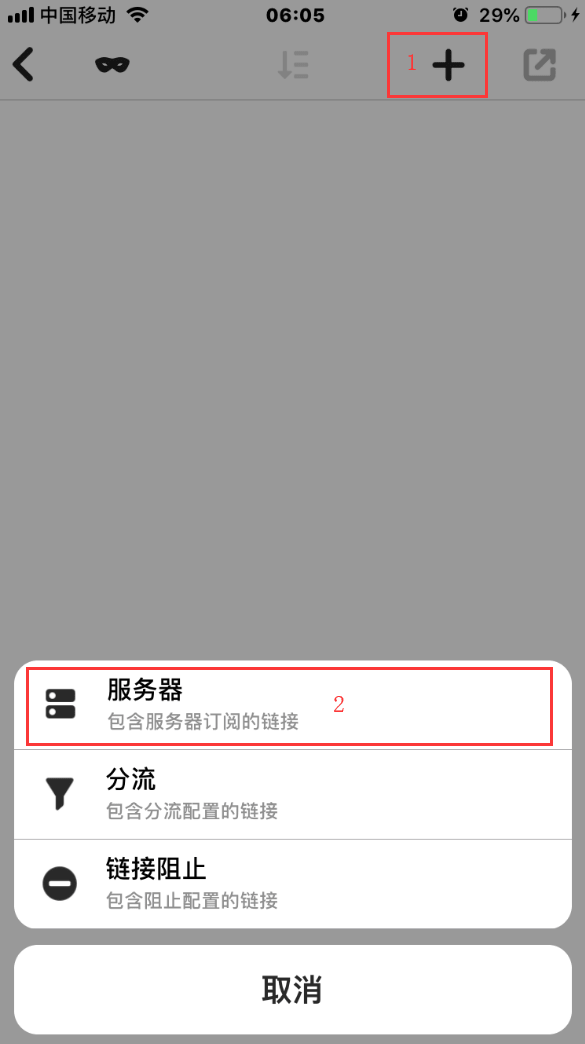 中国移动 06:05 29%
1
服务器
包含服务器订阅的链接
2
分流
包含分流配置的链接
链接阻止
包含阻止配置的链接
取消